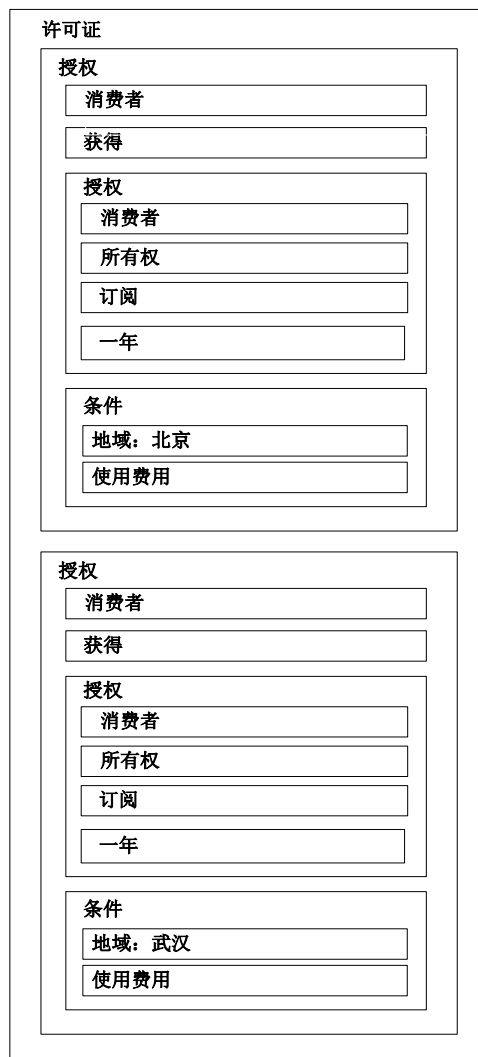 许可证
授权
消费者
获得
授权
消费者
所有权
订阅
一年
条件
地域：北京
使用费用
授权
消费者
获得
授权
消费者
所有权
订阅
一年
条件
地域：武汉
使用费用